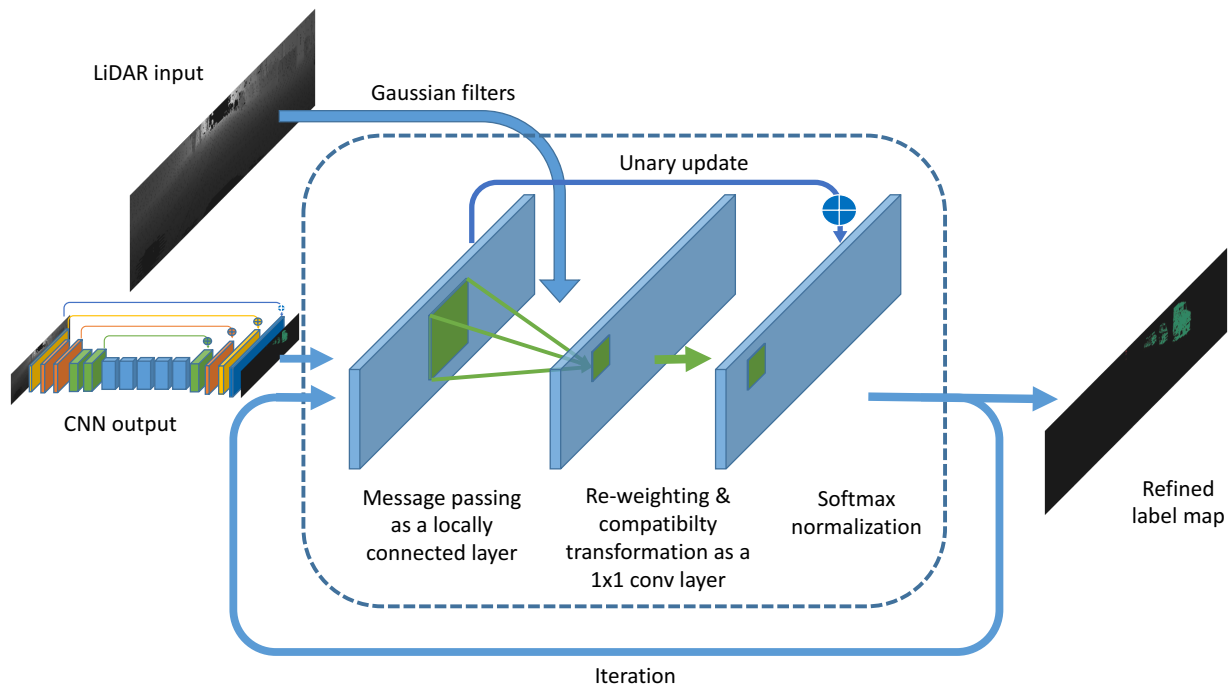 LiDAR input
Gaussian filters
Unary update
CNN output
Message passing
as a locally
connected layer
Re-weighting &
compatibilty
transformation as a
1x1 conv layer
Softmax
normalization
Refined
label map
Iteration